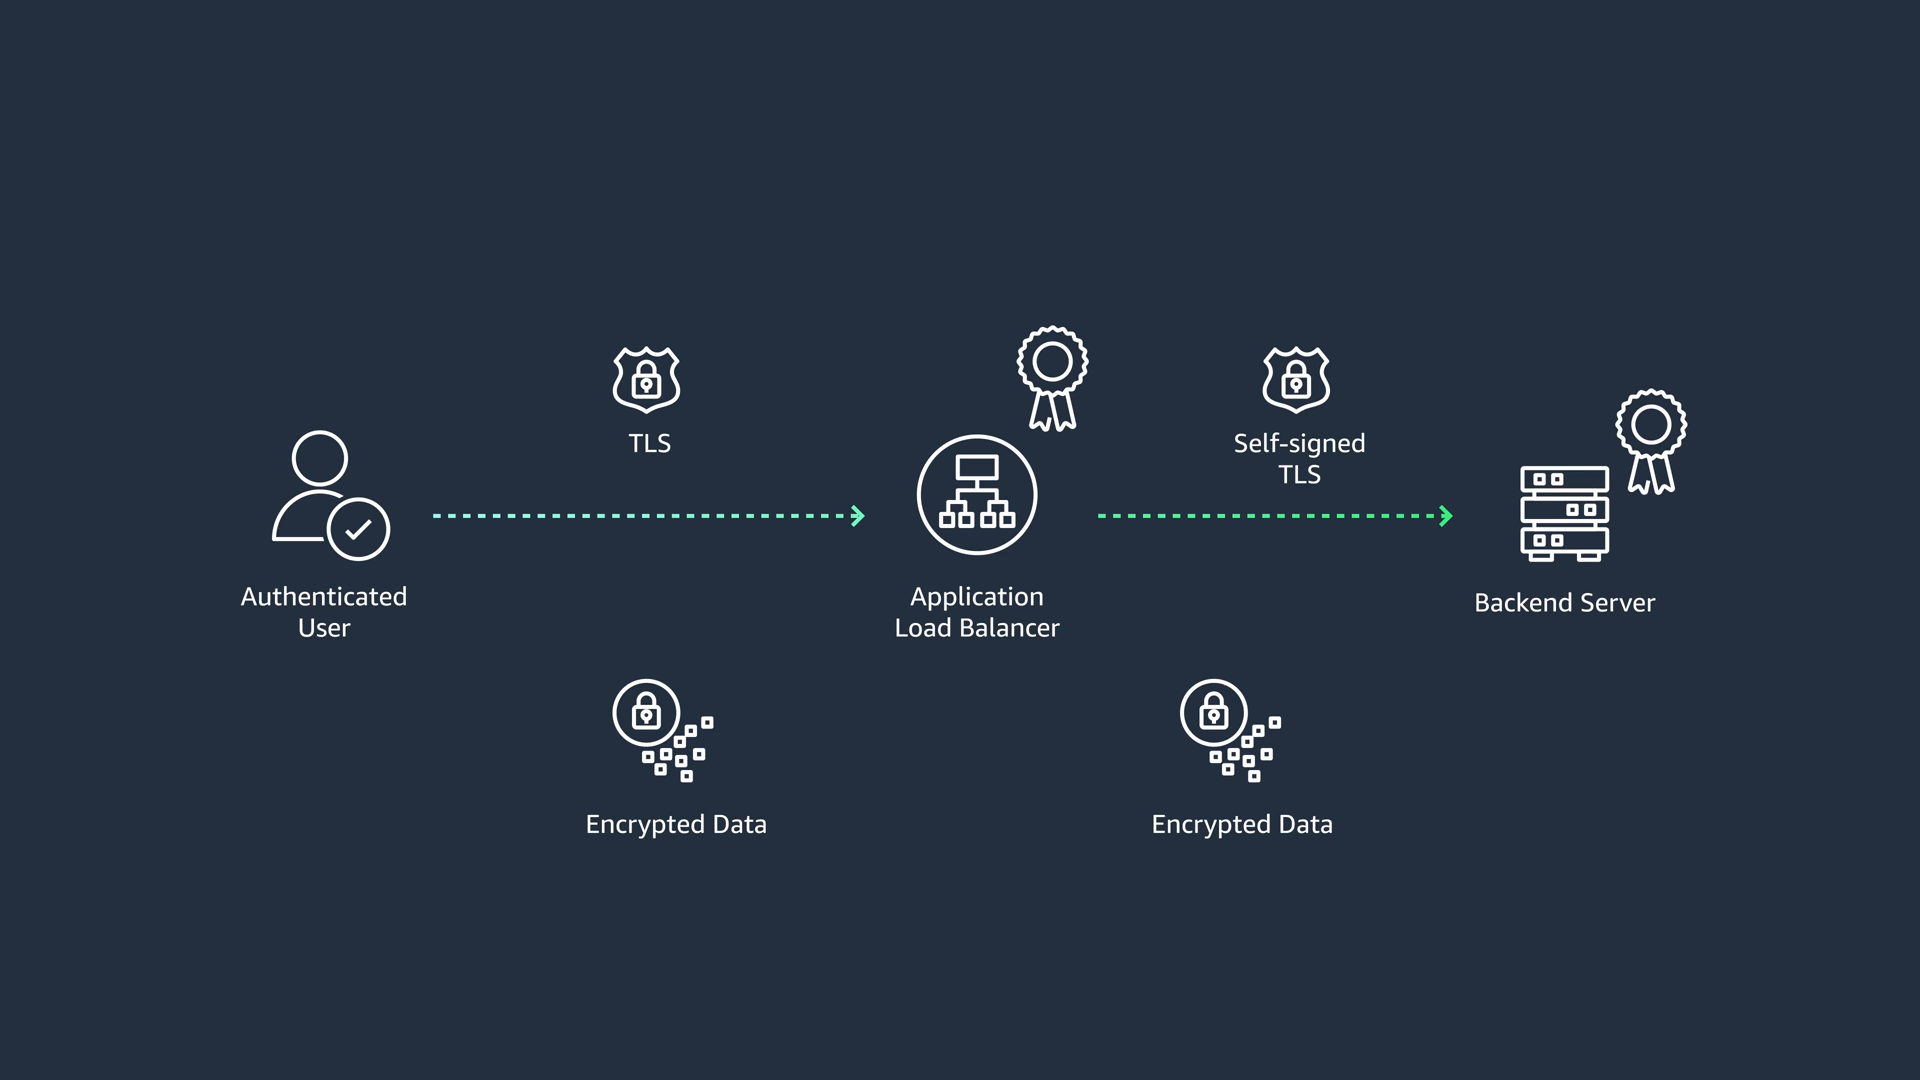 TLS
Self-signed
TLS
Authenticated
User
Application
Load Balancer
Backend Server
Encrypted Data
Encrypted Data